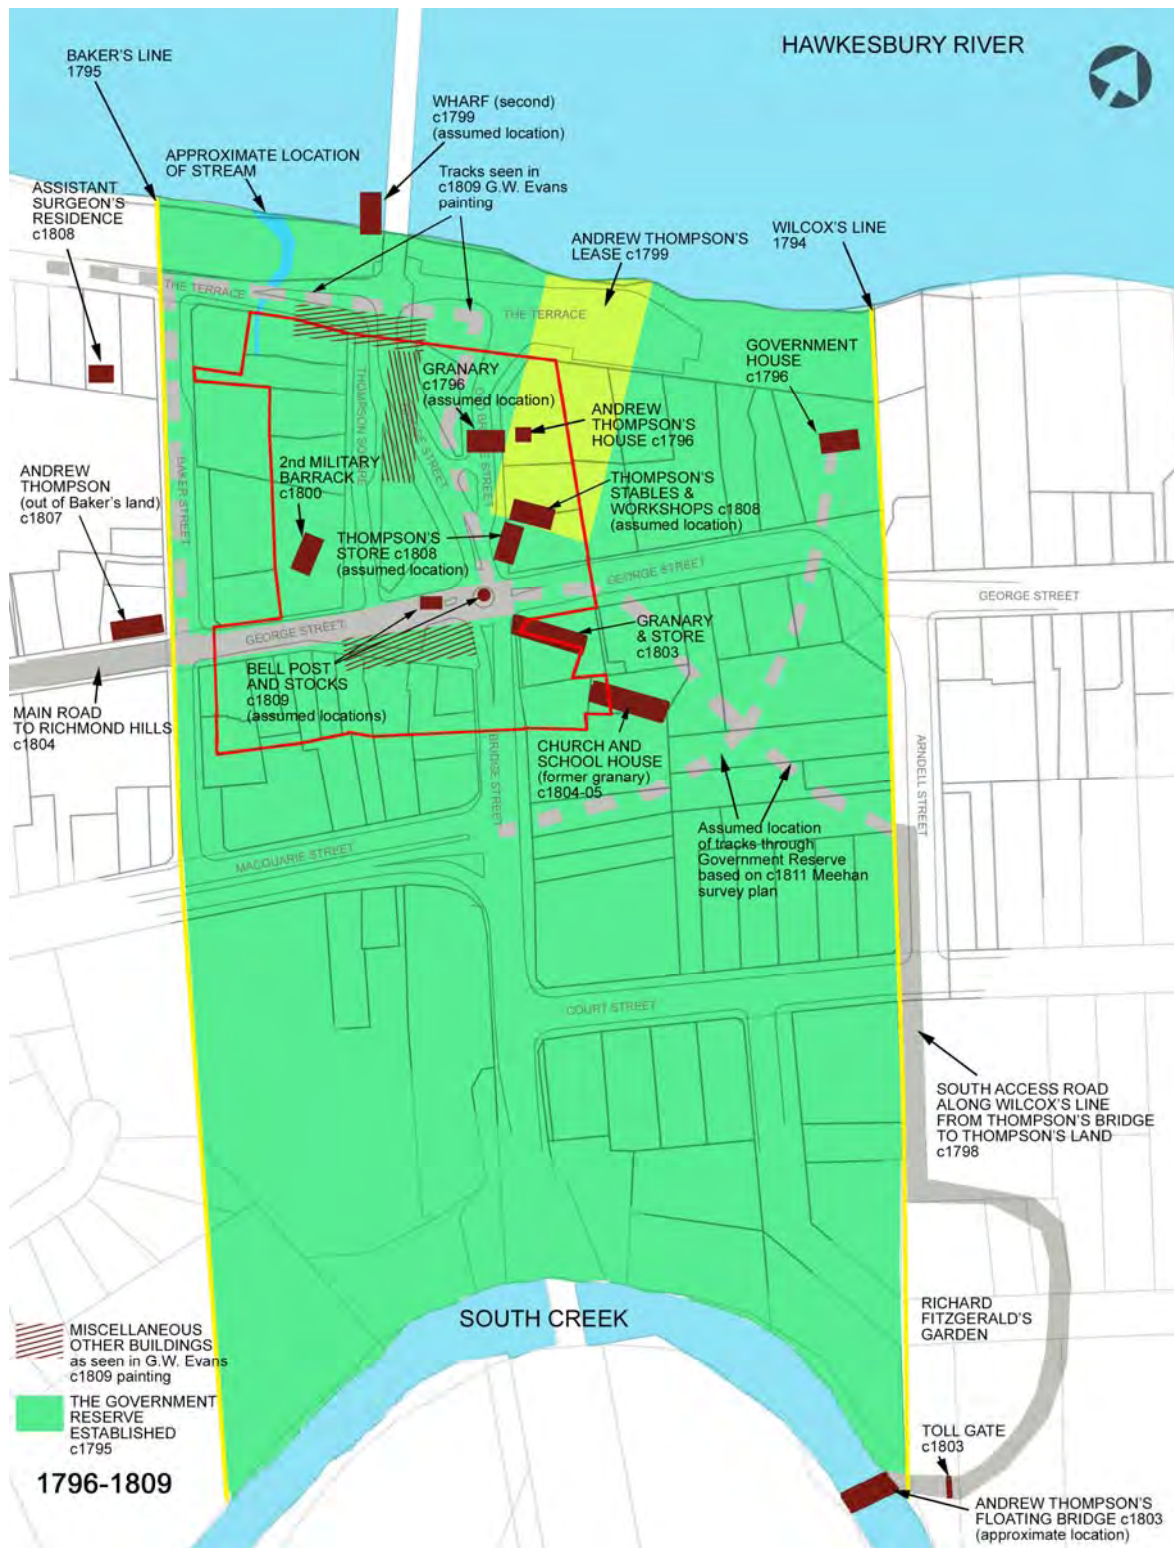 HAWKESBURY RIVER
BAKER'S LINE
1795
WHARF (second)
c1799
(assumed location)
APPROXIMATE LOCATION
OF STREAM
Tracks seen in
c1809 G.W. Evans
painting
ASSISTANT
SURGEON'S
RESIDENCE
c1808
ANDREW THOMPSON'S
LEASE c1799
WILCOX'S LINE
1794
THE TERRACE
THE TERRACE
GOVERNMENT
HOUSE
c1796
GRANARY
c1796
(assumed location)
THOMPSON SQUARE
BRIDGE STREET
OLD BRIDGE STREET
ANDREW
THOMPSON'S
HOUSE c1796
BAKER STREET
2nd MILITARY
BARRACK
c1800
ANDREW
THOMPSON
(out of Baker's land)
c1807
THOMPSON'S
STABLES &
WORKSHOPS c1808
(assumed location)
THOMPSON'S
STORE c1808
(assumed location)
GEORGE STREET
GEORGE STREET
GEORGE STREET
GRANARY
& STORE
c1803
BELL POST
AND STOCKS
c1809
(assumed locations)
MAIN ROAD
TO RICHMOND HILLS
c1804
BRIDGE STREET
CHURCH AND
SCHOOL HOUSE
(former granary)
c1804-05
ARNDELL STREET
Assumed location
of tracks through
Government Reserve
based on c1811 Meehan
survey plan
MACQUARIE STREET
COURT STREET
SOUTH ACCESS ROAD
ALONG WILCOX'S LINE
FROM THOMPSON'S BRIDGE
TO THOMPSON'S LAND
c1798
RICHARD
FITZGERALD'S
GARDEN
SOUTH CREEK
MISCELLANEOUS
OTHER BUILDINGS
as seen in G.W. Evans
c1809 painting
THE GOVERNMENT
RESERVE
ESTABLISHED
c1795
1796-1809
TOLL GATE
c1803
ANDREW THOMPSON'S
FLOATING BRIDGE c1803
(approximate location)